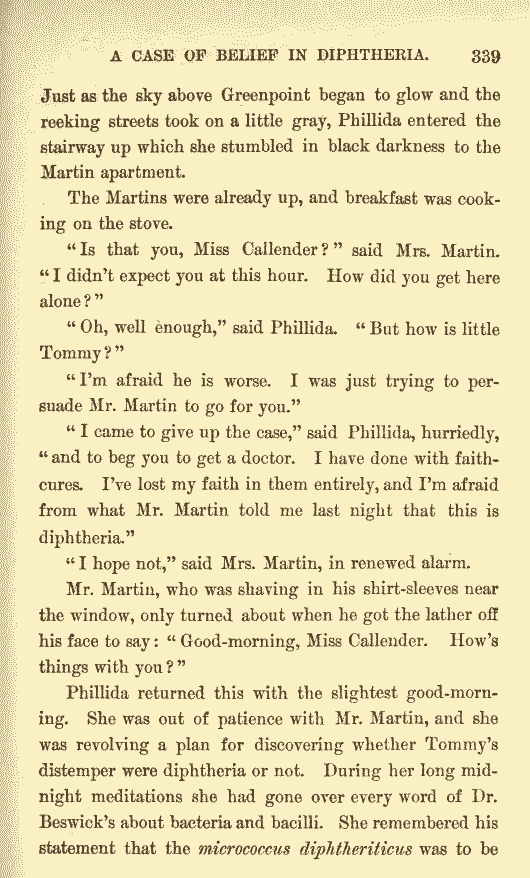 A CASE OF BELIEF IN DIPHTHERIA. 339
Just as the sky above Greenpoint began to glow and the
reeking streets took on a little gray, Phillida entered the
stairway up which she stumbled in black darkness to the
Martin apartment.
The Martins were already up, and breakfast was cook-
ing on the stove.
"Is that you, Miss Callender?" said Mrs. Martin.
"I didn't expect you at this hour. How did you get here
alone?"
"Oh, well enough," said Phillida. "But how is little
Tommy?"
"I'm afraid he is worse. I was just trying to per-
suade Mr. Martin to go for you."
"I came to give up the case," said Phillida, hurriedly,
"and to beg you to get a doctor. I have done with faith-
cures. I've lost my faith in them entirely, and I'm afraid
from what Mr. Martin told me last night that this is
diphtheria."
"I hope not," said Mrs. Martin, in renewed alarm.
Mr. Martin, who was shaving in his shirt-sleeves near
the window, only turned about when he got the lather off
his face to say: "Good-morning, Miss Callender. How's
things with you?"
Phillida returned this with the slightest good-morn-
ing. She was out of patience with Mr. Martin, and she
was revolving a plan for discovering whether Tommy's
distemper were diphtheria or not. During her long mid-
night meditations she had gone over every word of Dr.
Beswick's about bacteria and bacilli. She remembered his
statement that the micrococcus diphtheriticus was to be